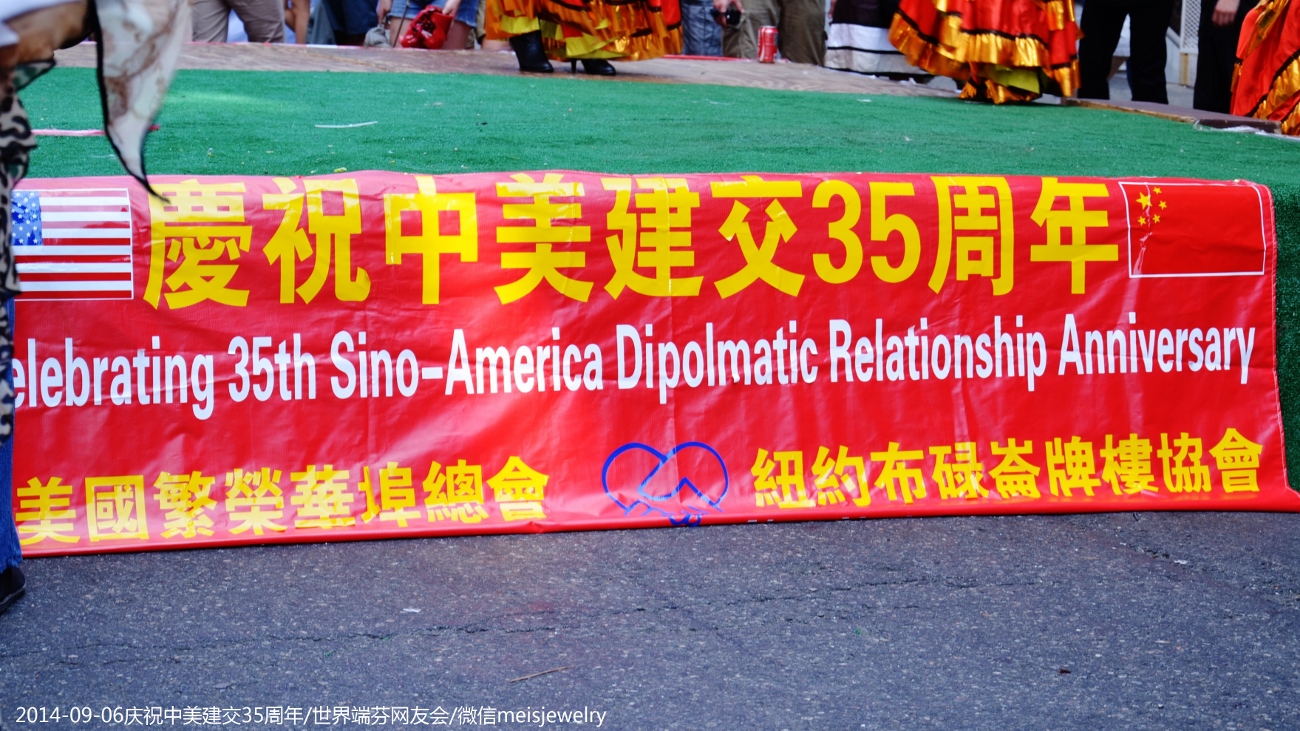 慶祝中美建交35周年
elebrating 35th Sino-America Dipolmatic Relationship Anniversary
美國繁榮華埠總會 紐約布碌崙牌樓協會
2014-09-06庆祝中美建交35周年/世界端芬网友会/微信meisjewelry